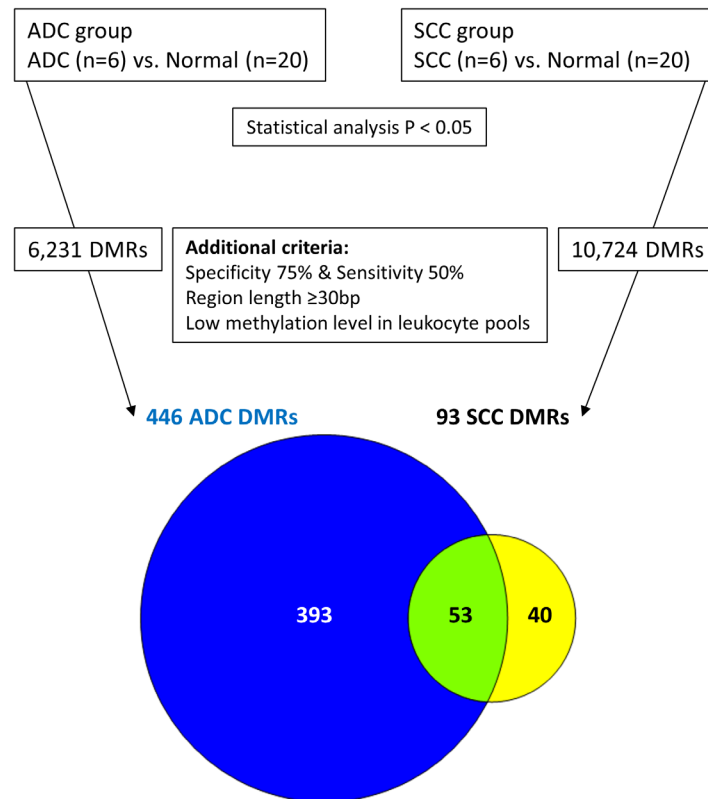 ADC group
ADC (n=6) vs. Normal (n=20)
SCC group
SCC (n=6) vs. Normal (n=20)
Statistical analysis P < 0.05
6,231 DMRs
Additional criteria:
Specificity 75% & Sensitivity 50%
Region length ≥30bp
Low methylation level in leukocyte pools
10,724 DMRs
446 ADC DMRs
93 SCC DMRs
393
53
40